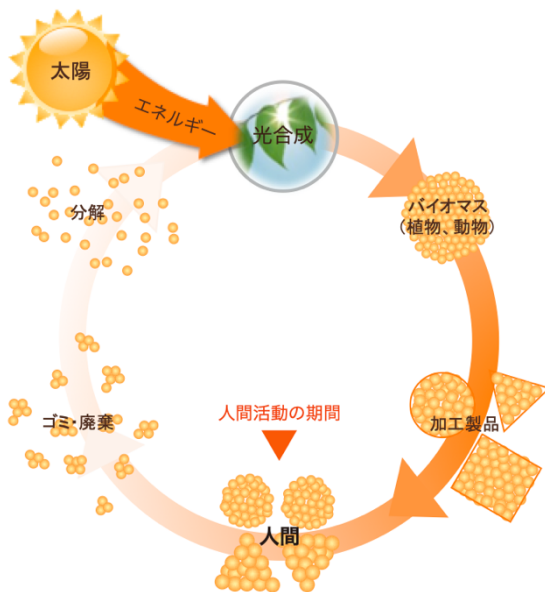 太陽
エネルギー
光合成
分解
バイオマス
(植物、動物)
ゴミ・廃棄
人間活動の期間
加工製品
人間